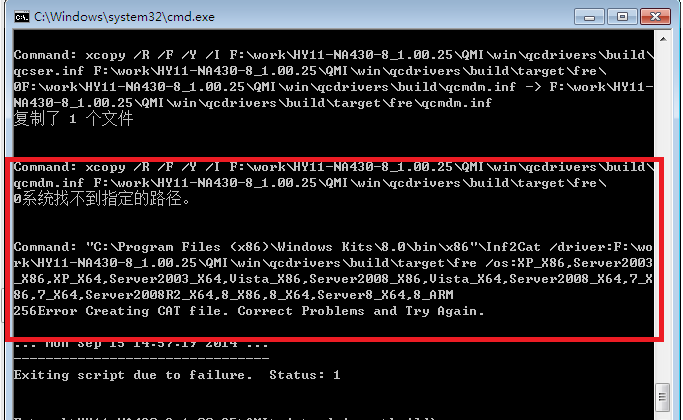 C:\Windows\system32\cmd.exe
Command: xcopy /R /F /Y /I F:\work\HY11-NA430-8_1.00.25\QMI\win\qcdrivers\build\
qcser.inf F:\work\HY11-NA430-8_1.00.25\QMI\win\qcdrivers\build\target\fre\
0F:\work\HY11-NA430-8_1.00.25\QMI\win\qcdrivers\build\qcmdm.inf -> F:\work\HY11-
NA430-8_1.00.25\QMI\win\qcdrivers\build\target\fre\qcmdm.inf
复制了 1 个文件
Command: xcopy /R /F /Y /I F:\work\HY11-NA430-8_1.00.25\QMI\win\qcdrivers\build\
qcmdm.inf F:\work\HY11-NA430-8_1.00.25\QMI\win\qcdrivers\build\target\fre\
0系统找不到指定的路径。
Command: "C:\Program Files (x86)\Windows Kits\8.0\bin\x86"\Inf2Cat /driver:F:\wo
rk\HY11-NA430-8_1.00.25\QMI\win\qcdrivers\build\target\fre /os:XP_X86,Server2003
_X86,XP_X64,Server2003_X64,Vista_X86,Server2008_X86,Vista_X64,Server2008_X64,7_X
86,7_X64,Server2008R2_X64,8_X86,8_X64,Server8_X64,8_ARM
256Error Creating CAT file. Correct Problems and Try Again.
... Mon Sep 15 14:57:19 2014 ...
--------------------------------
Exiting script due to failure.  Status: 1